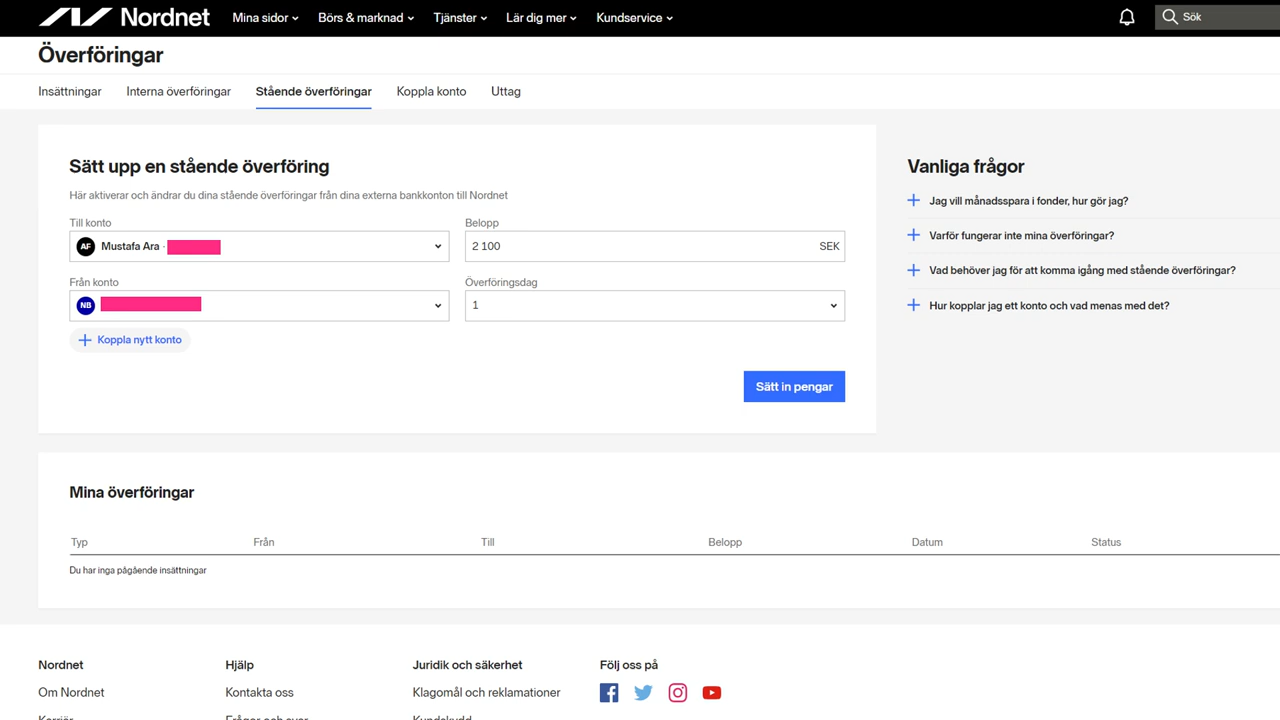 Nordnet
Mina sidor
Börs & marknad
Tjänster
Lär dig mer
Kundservice
Sök
Överföringar
Insättningar
Interna överföringar
Stående överföringar
Koppla konto
Uttag
Sätt upp en stående överföring
Här aktiverar och ändrar du dina stående överföringar från dina externa bankkonton till Nordnet
Till konto
AF Mustafa Ara ·
Belopp
2 100 SEK
Från konto
NB
Överföringsdag
1
Koppla nytt konto
Sätt in pengar
Vanliga frågor
Jag vill månadsspara i fonder, hur gör jag?
Varför fungerar inte mina överföringar?
Vad behöver jag för att komma igång med stående överföringar?
Hur kopplar jag ett konto och vad menas med det?
Mina överföringar
Typ Från Till Belopp Datum Status
Du har inga pågående insättningar
Nordnet
Om Nordnet
Karriär
Hjälp
Kontakta oss
Frågor och svar
Juridik och säkerhet
Klagomål och reklamationer
Kundskydd
Följ oss på